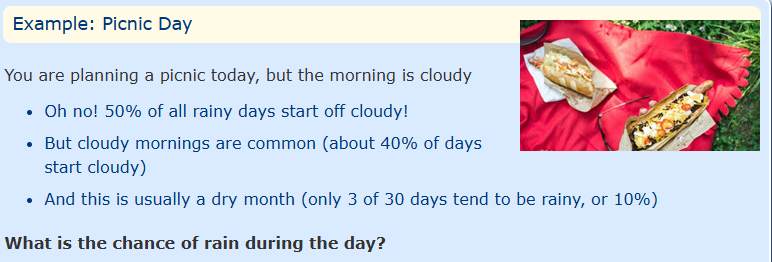 Example: Picnic Day
You are planning a picnic today, but the morning is cloudy
• Oh no! 50% of all rainy days start off cloudy!
• But cloudy mornings are common (about 40% of days
start cloudy)
• And this is usually a dry month (only 3 of 30 days tend to be rainy, or 10%)
What is the chance of rain during the day?